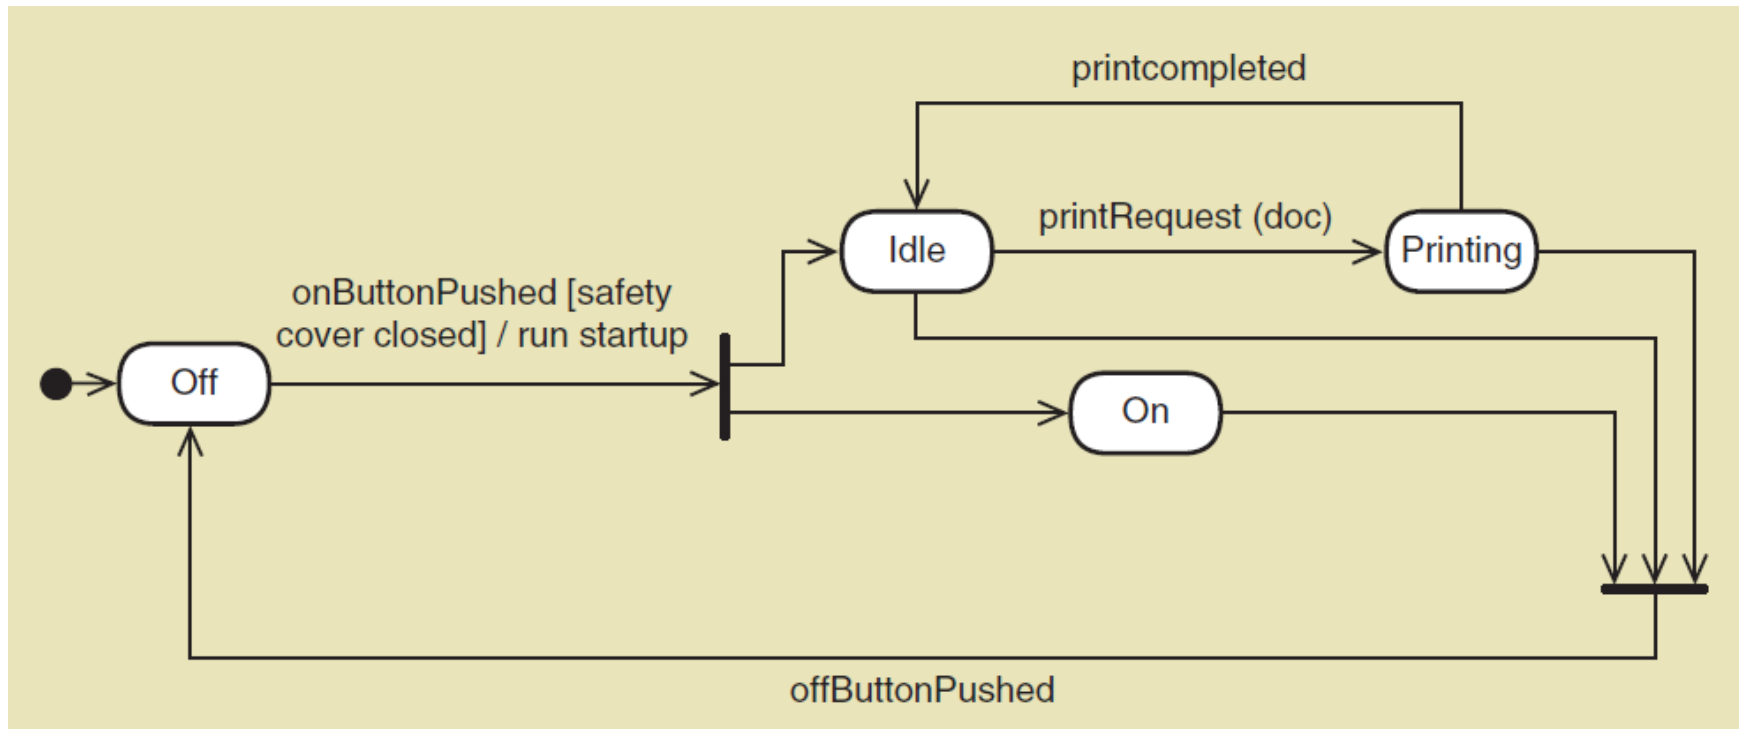 printcompleted
printRequest (doc)
Idle
Printing
onButtonPushed [safety
cover closed] / run startup
Off
On
offButtonPushed